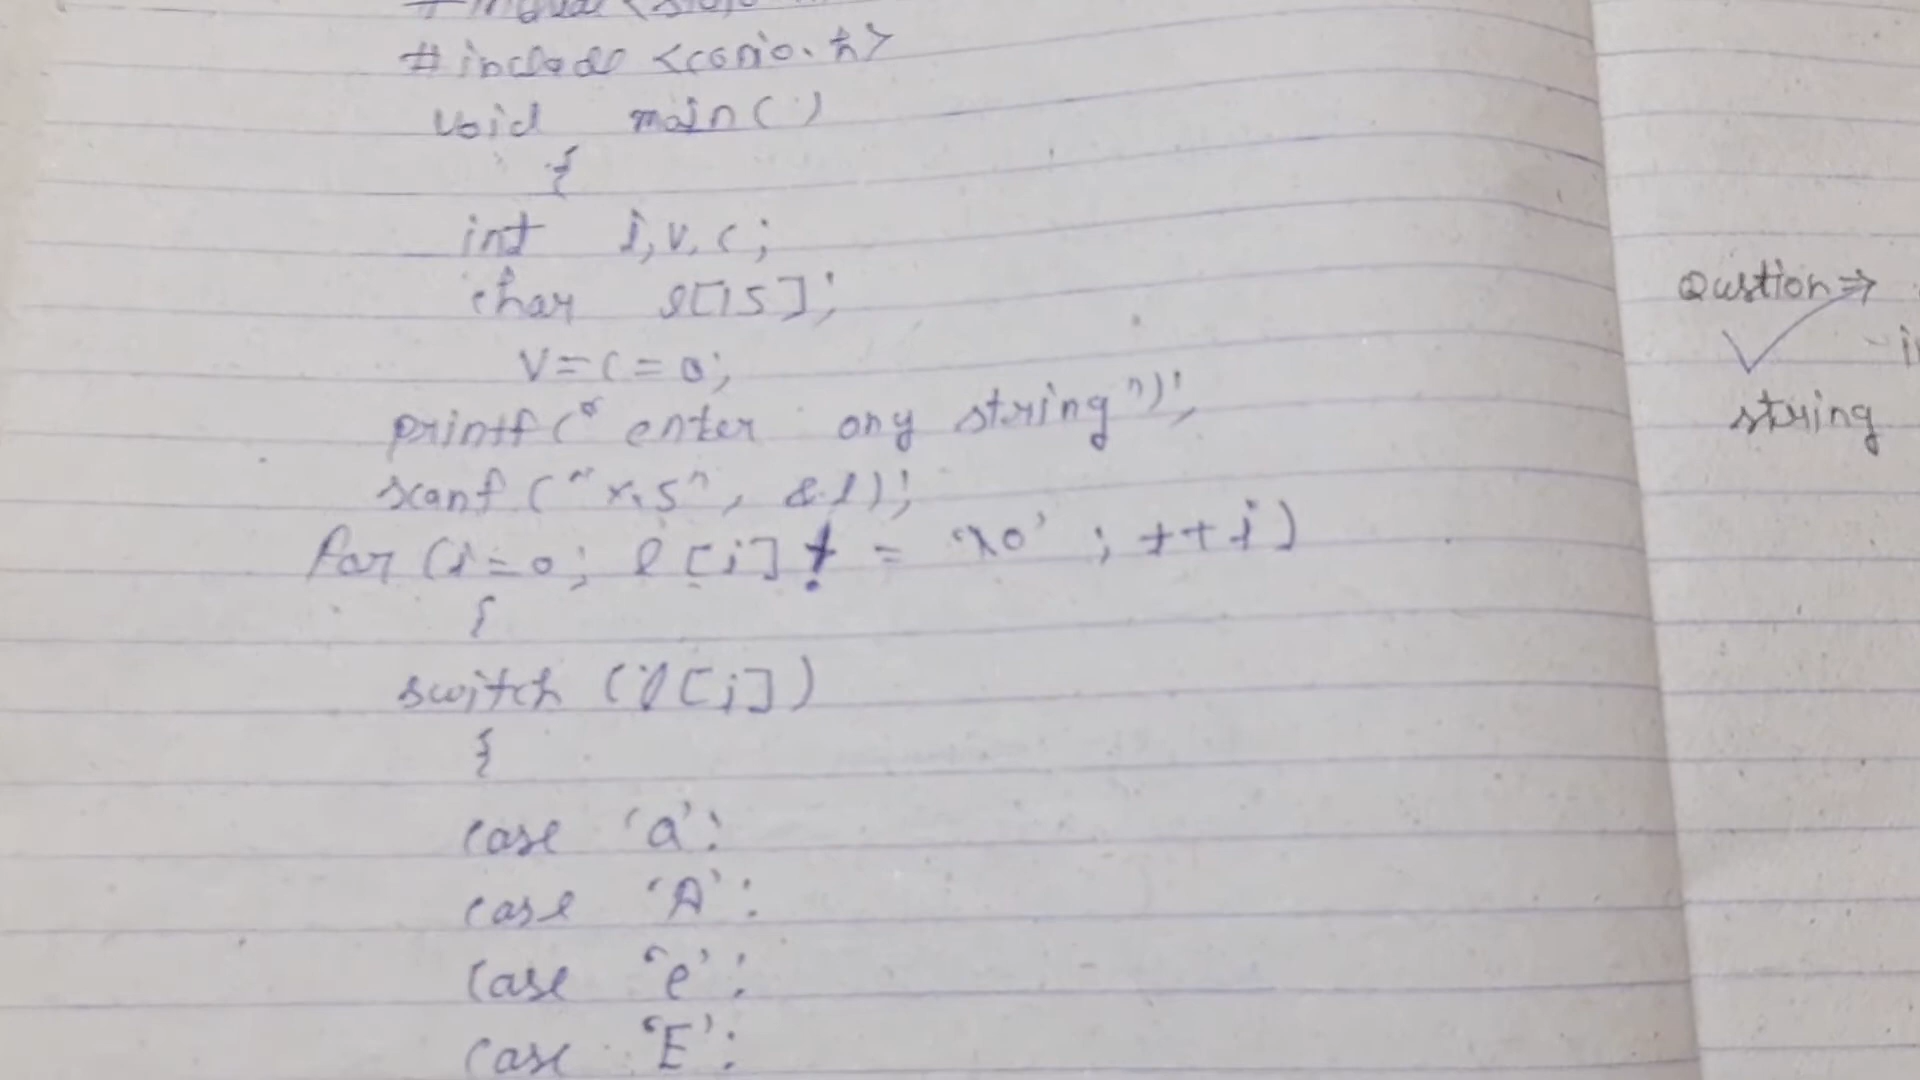 #include <conio.h>
void main()
{
int i,v,c;
char l[15];
v=c=0;
printf("enter any string");
scanf("%s", &l);
for(i=0; l[i] != '\0' ; ++i)
{
switch (l[i])
{
case 'a':
case 'A':
case 'e':
case 'E':
Qustion ⇒
string